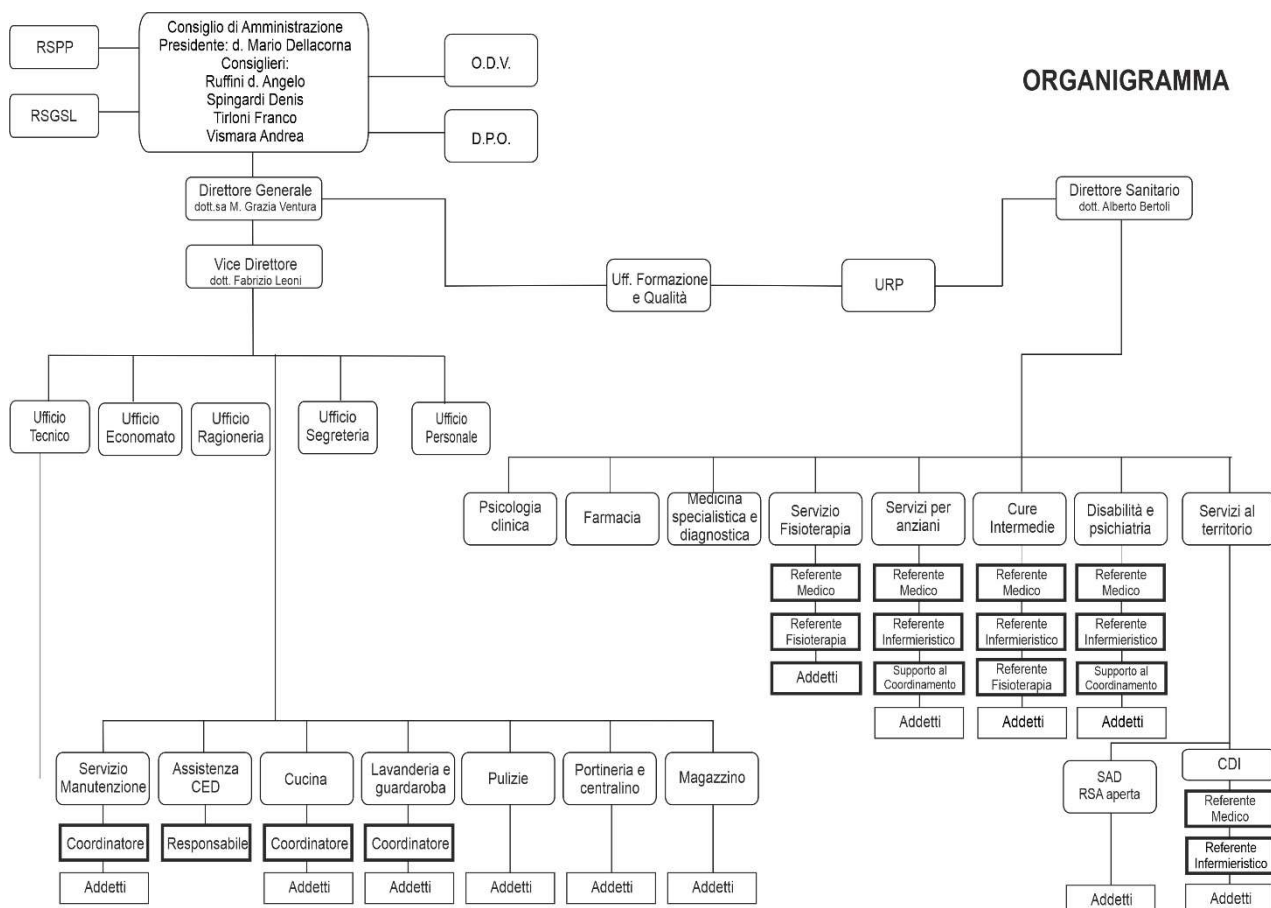 ORGANIGRAMMA
RSPP
RSGSL
Consiglio di Amministrazione
Presidente: d. Mario Dellacorna
Consiglieri:
Ruffini d. Angelo
Spingardi Denis
Tirloni Franco
Vismara Andrea
O.D.V.
D.P.O.
Direttore Generale
dott.sa M. Grazia Ventura
Direttore Sanitario
dott. Alberto Bertoli
Vice Direttore
dott. Fabrizio Leoni
Uff. Formazione
e Qualità
URP
Ufficio
Tecnico
Ufficio
Economato
Ufficio
Ragioneria
Ufficio
Segreteria
Ufficio
Personale
Psicologia
clinica
Farmacia
Medicina
specialistica e
diagnostica
Servizio
Fisioterapia
Servizi per
anziani
Cure
Intermedie
Disabilità e
psichiatria
Servizi al
territorio
Referente
Medico
Referente
Fisioterapia
Addetti
Referente
Medico
Referente
Infermieristico
Supporto al
Coordinamento
Addetti
Referente
Medico
Referente
Infermieristico
Referente
Fisioterapia
Addetti
Referente
Medico
Referente
Infermieristico
Supporto al
Coordinamento
Addetti
Servizio
Manutenzione
Coordinatore
Addetti
Assistenza
CED
Responsabile
Cucina
Coordinatore
Addetti
Lavanderia e
guardaroba
Coordinatore
Addetti
Pulizie
Addetti
Portineria e
centralino
Addetti
Magazzino
Addetti
SAD
RSA aperta
Addetti
CDI
Referente
Medico
Referente
Infermieristico
Addetti